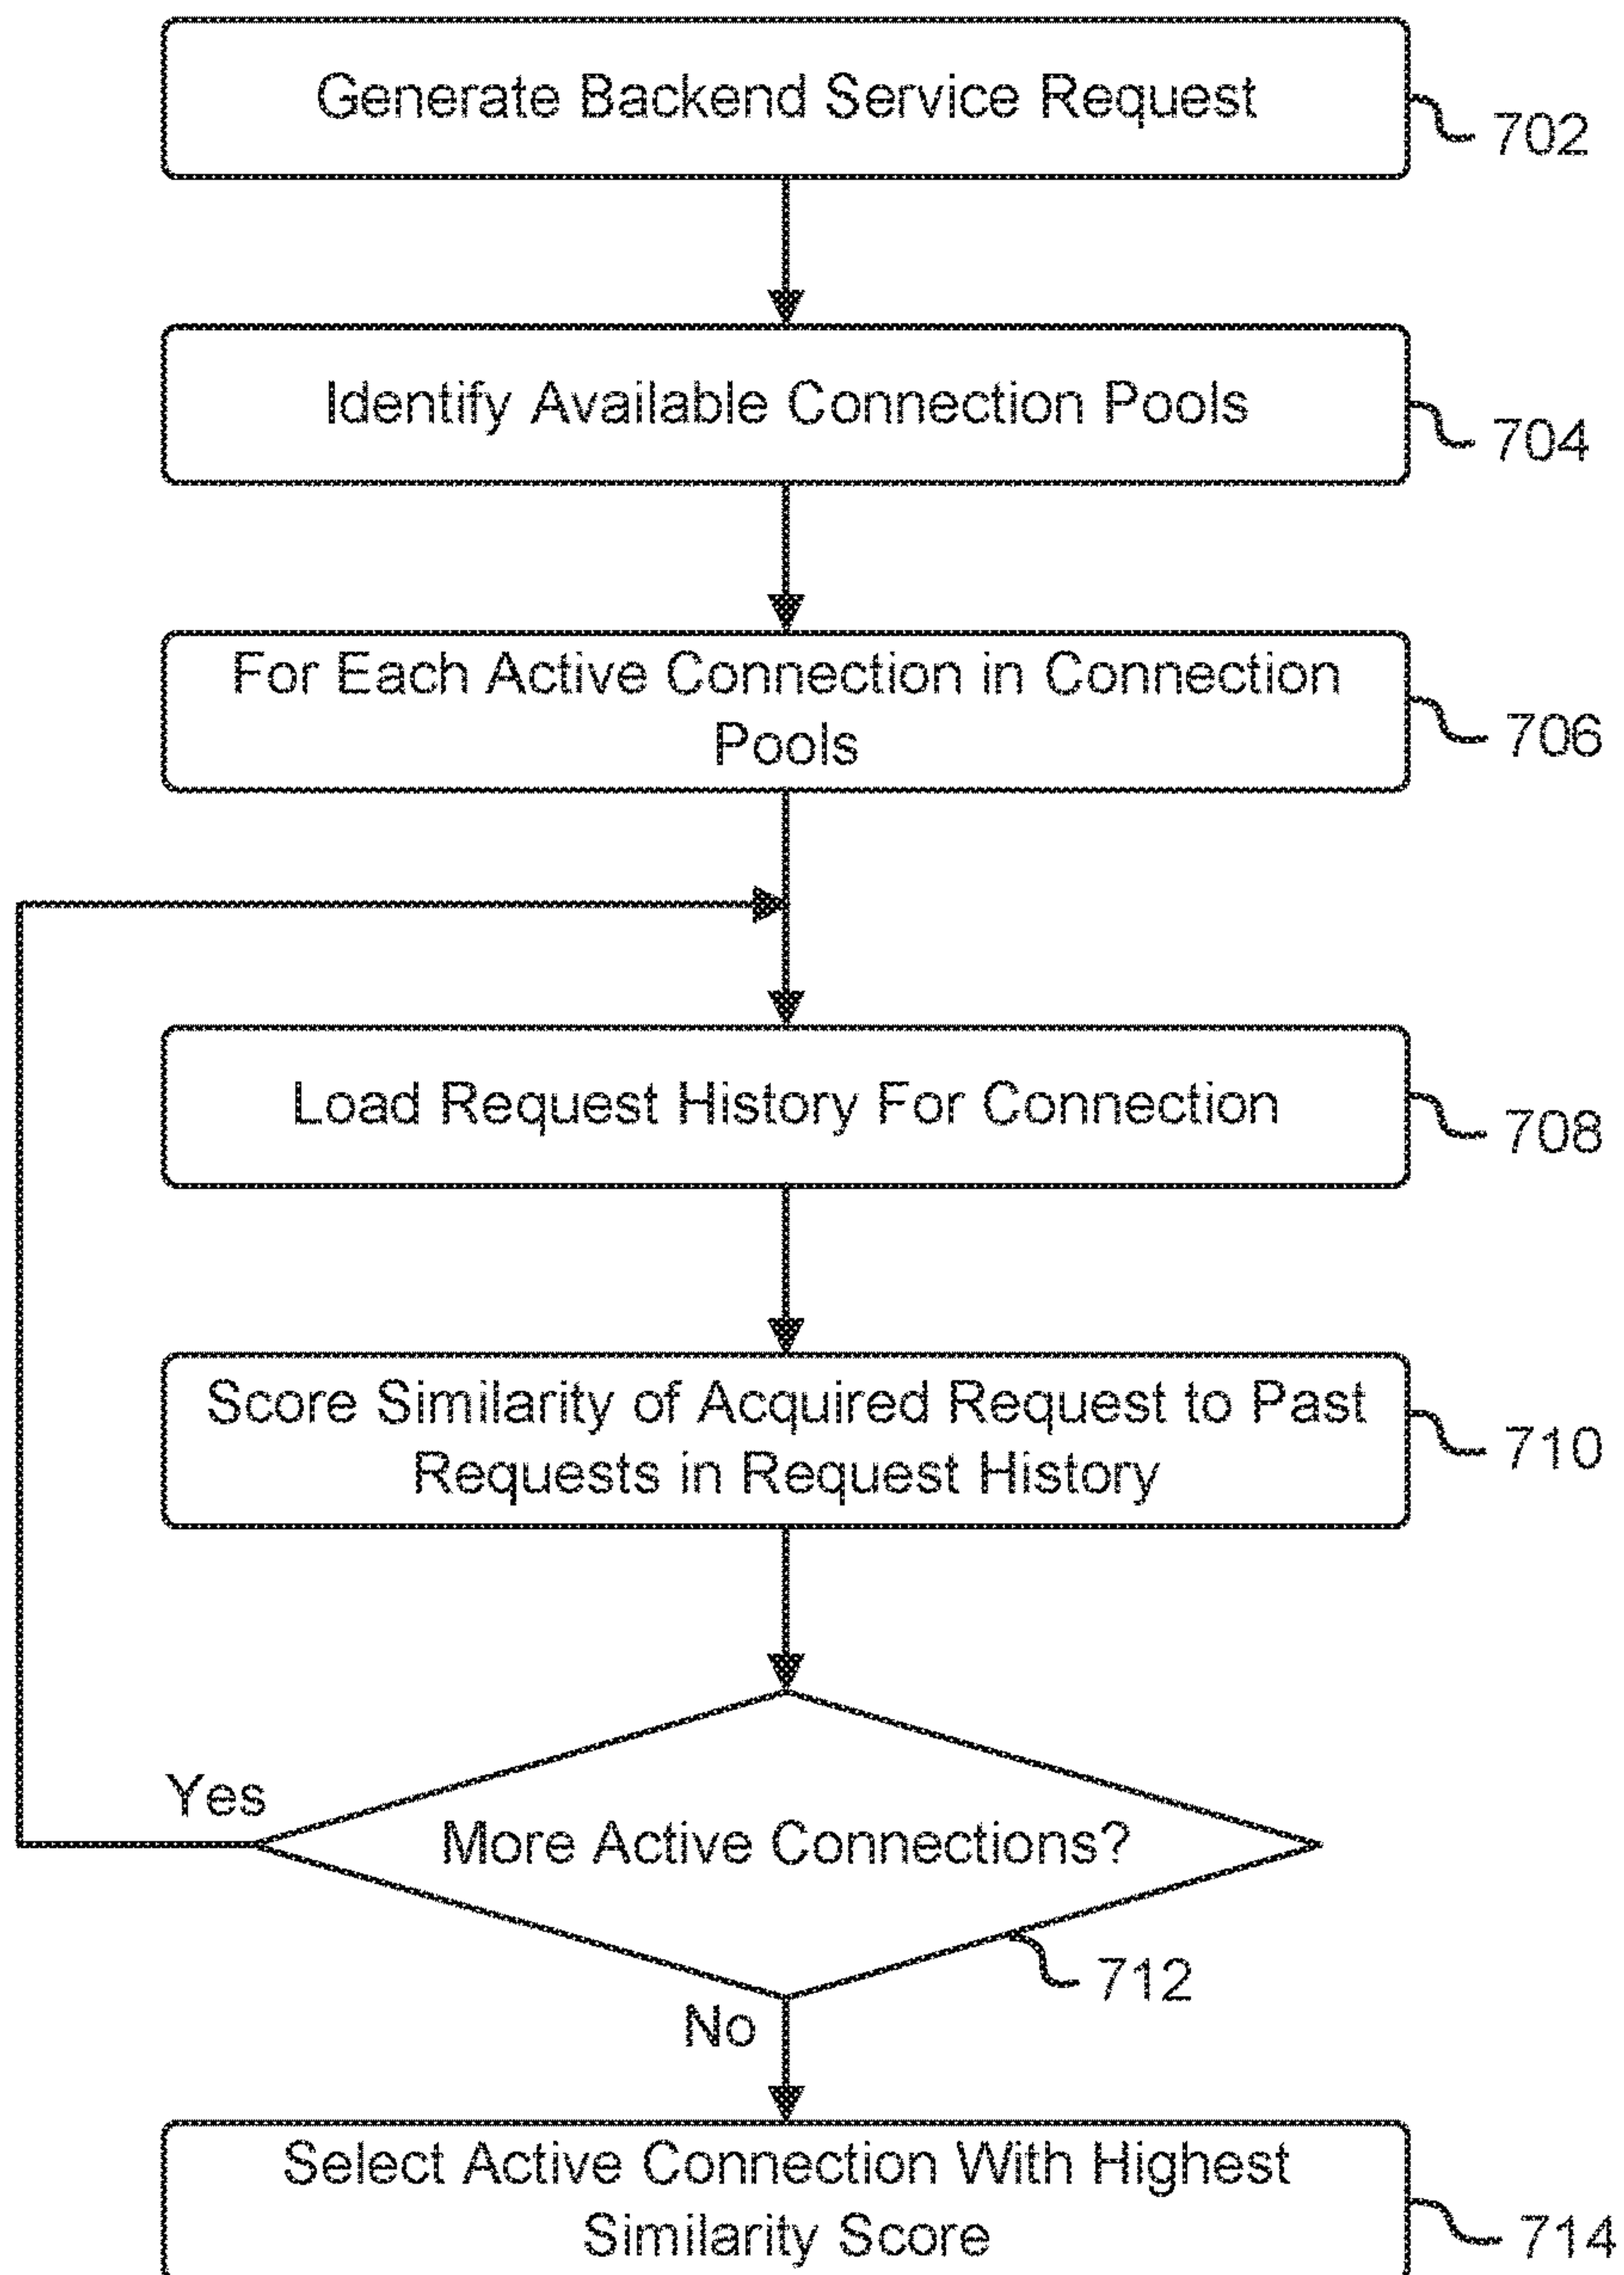 Generate Backend Service Request
702
Identify Available Connection Pools
704
For Each Active Connection in Connection
Pools
706
Load Request History For Connection
708
Score Similarity of Acquired Request to Past
Requests in Request History
710
Yes
More Active Connections?
712
No
Select Active Connection With Highest
Similarity Score
714